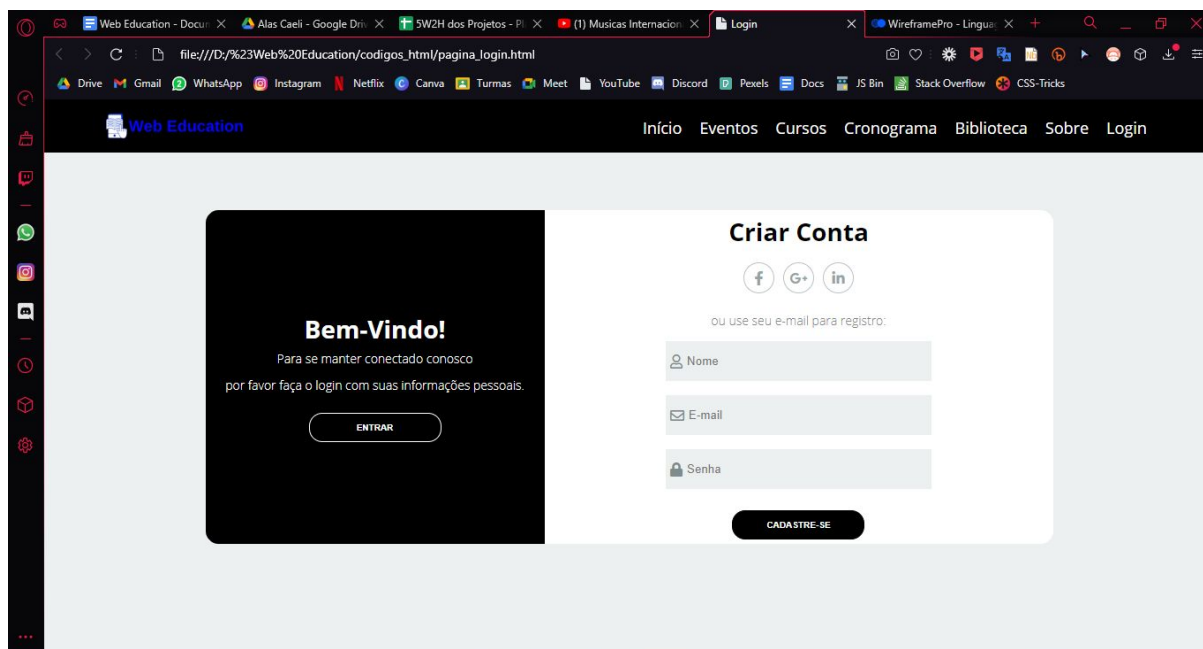 Web Education - Docun
Alas Caeli - Google Driv
5W2H dos Projetos - Pl
(1) Musicas Internacion
Login
WireframePro - Linguag
file:///D:/%23Web%20Education/codigos_html/pagina_login.html
Drive Gmail WhatsApp Instagram Netflix Canva Turmas Meet YouTube Discord Pexels Docs JS Bin Stack Overflow CSS-Tricks
Web Education
Início Eventos Cursos Cronograma Biblioteca Sobre Login
Bem-Vindo!
Para se manter conectado conosco
por favor faça o login com suas informações pessoais.
ENTRAR
Criar Conta
f G+ in
ou use seu e-mail para registro:
Nome
E-mail
Senha
CADASTRE-SE